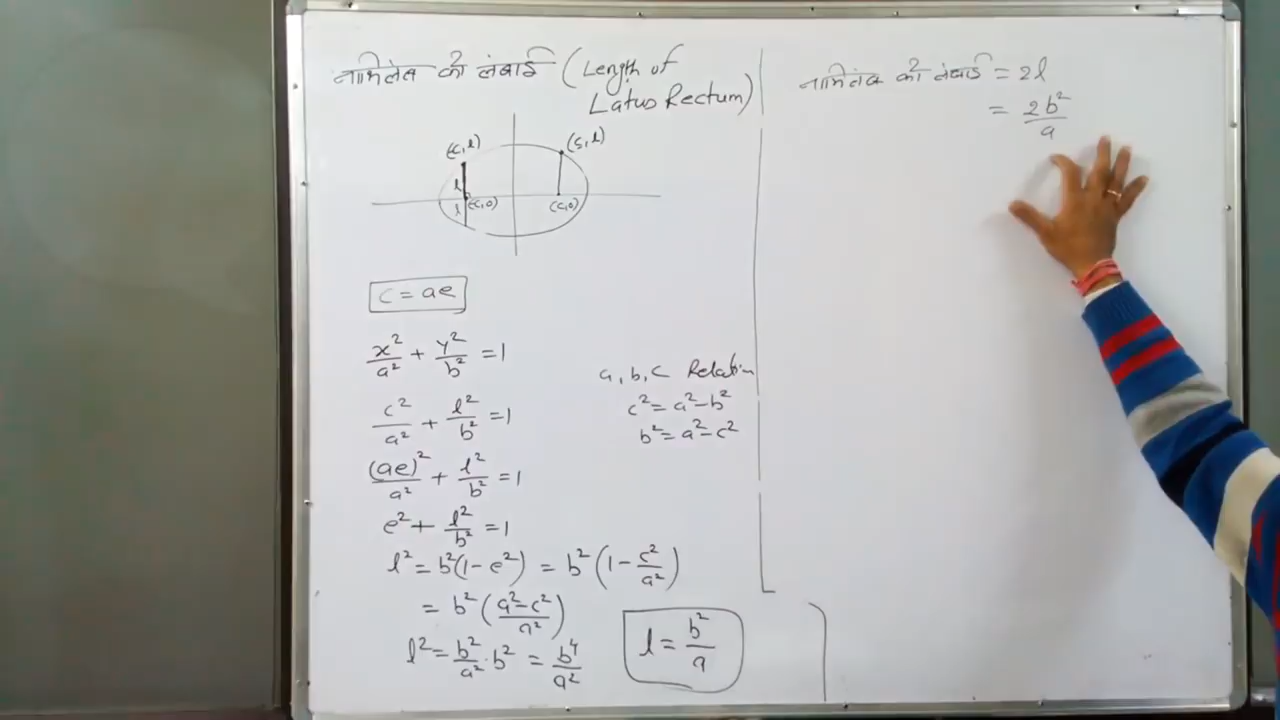 नाभिलंब की लंबाई (Length of
Latus Rectum)
(c, l)
(c, l)
l
(c,0)
(c,0)
l
c = ae
x²/a² + y²/b² = 1
c²/a² + l²/b² = 1
(ae)²/a² + l²/b² = 1
e² + l²/b² = 1
l² = b²(1 - e²) = b² (1 - c²/a²)
= b² (a² - c²/a²)
l² = b²/a² · b² = b⁴/a²
l = b²/a
a, b, c Relation
c² = a² - b²
b² = a² - c²
नाभिलंब की लंबाई = 2l
= 2b²/a